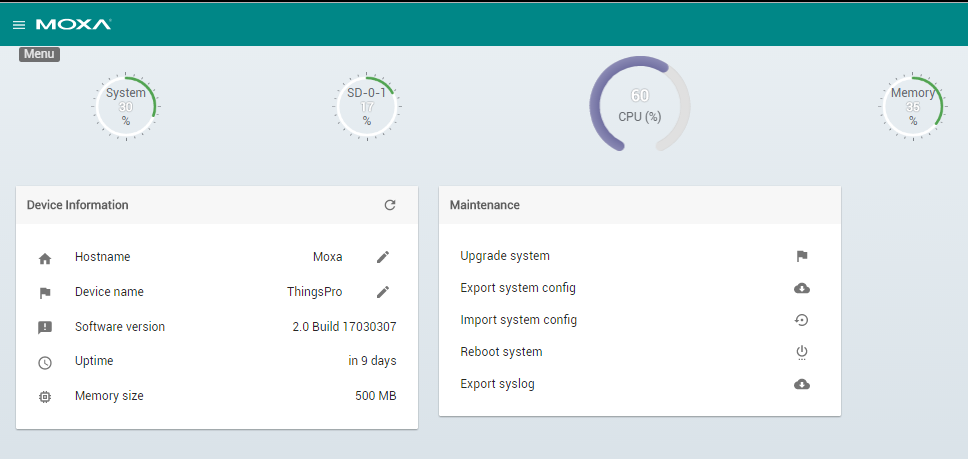 MOXA
Menu
System
30
%
SD-0-1
17
%
60
CPU (%)
Memory
35
%
Device Information
Hostname Moxa
Device name ThingsPro
Software version 2.0 Build 17030307
Uptime in 9 days
Memory size 500 MB
Maintenance
Upgrade system
Export system config
Import system config
Reboot system
Export syslog